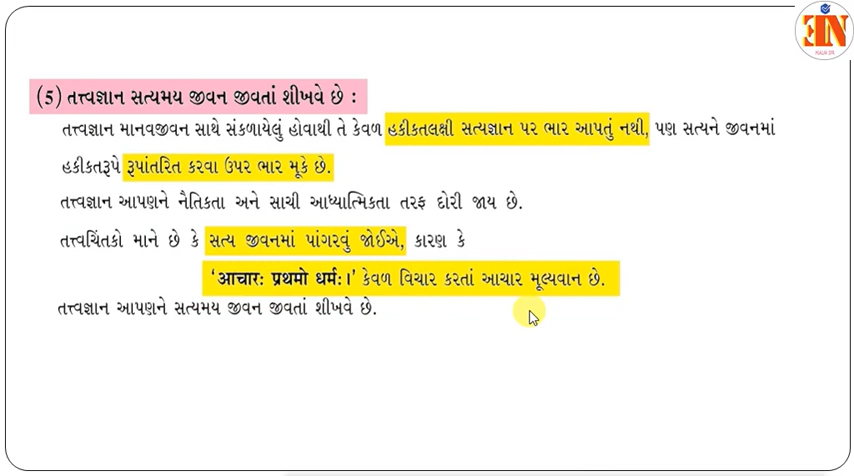 EIN
(5) તત્ત્વજ્ઞાન સત્યમય જીવન જીવતાં શીખવે છે :
તત્ત્વજ્ઞાન માનવજીવન સાથે સંકળાયેલું હોવાથી તે કેવળ હકીકતલક્ષી સત્યજ્ઞાન પર ભાર આપતું નથી, પણ સત્યને જીવનમાં
હકીકતરૂપે રૂપાંતરિત કરવા ઉપર ભાર મૂકે છે.
તત્ત્વજ્ઞાન આપણને નૈતિકતા અને સાચી આધ્યાત્મિકતા તરફ દોરી જાય છે.
તત્ત્વચિંતકો માને છે કે સત્ય જીવનમાં પાંગરવું જોઈએ, કારણ કે
‘આચારઃ પ્રથમો ધર્મઃ।’ કેવળ વિચાર કરતાં આચાર મૂલ્યવાન છે.
તત્ત્વજ્ઞાન આપણને સત્યમય જીવન જીવતાં શીખવે છે.